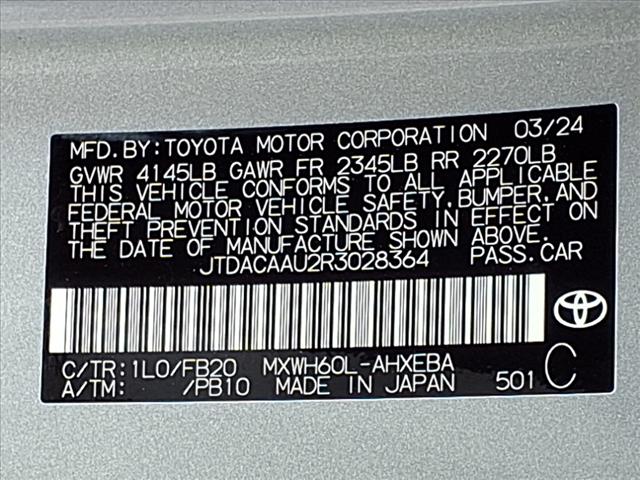 MFD.BY:TOYOTA MOTOR CORPORATION 03/24
GVWR 4145LB GAWR FR 2345LB RR 2270LB
THIS VEHICLE CONFORMS TO ALL APPLICABLE
FEDERAL MOTOR VEHICLE SAFETY,BUMPER,AND
THEFT PREVENTION STANDARDS IN EFFECT ON
THE DATE OF MANUFACTURE SHOWN ABOVE.
JTDACAAU2R3028364 PASS.CAR
C/TR:1L0/FB20 MXWH60L-AHXEBA
A/TM: /PB10 MADE IN JAPAN 501 C